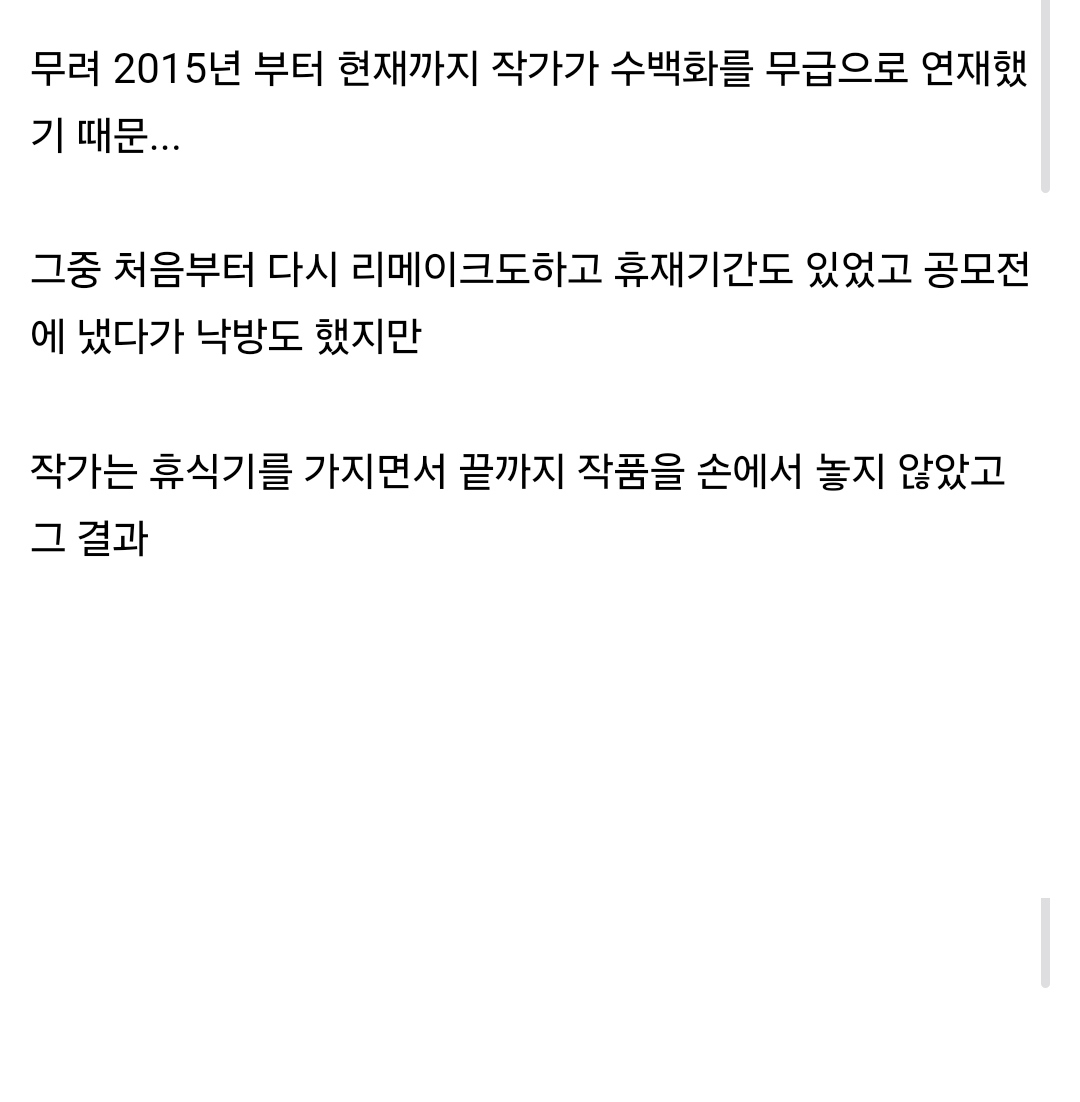 무려 2015년 부터 현재까지 작가가 수백화를 무급으로 연재했
기 때문...
그중 처음부터 다시 리메이크도하고 휴재기간도 있었고 공모전
에 냈다가 낙방도 했지만
작가는 휴식기를 가지면서 끝까지 작품을 손에서 놓지 않았고
그 결과